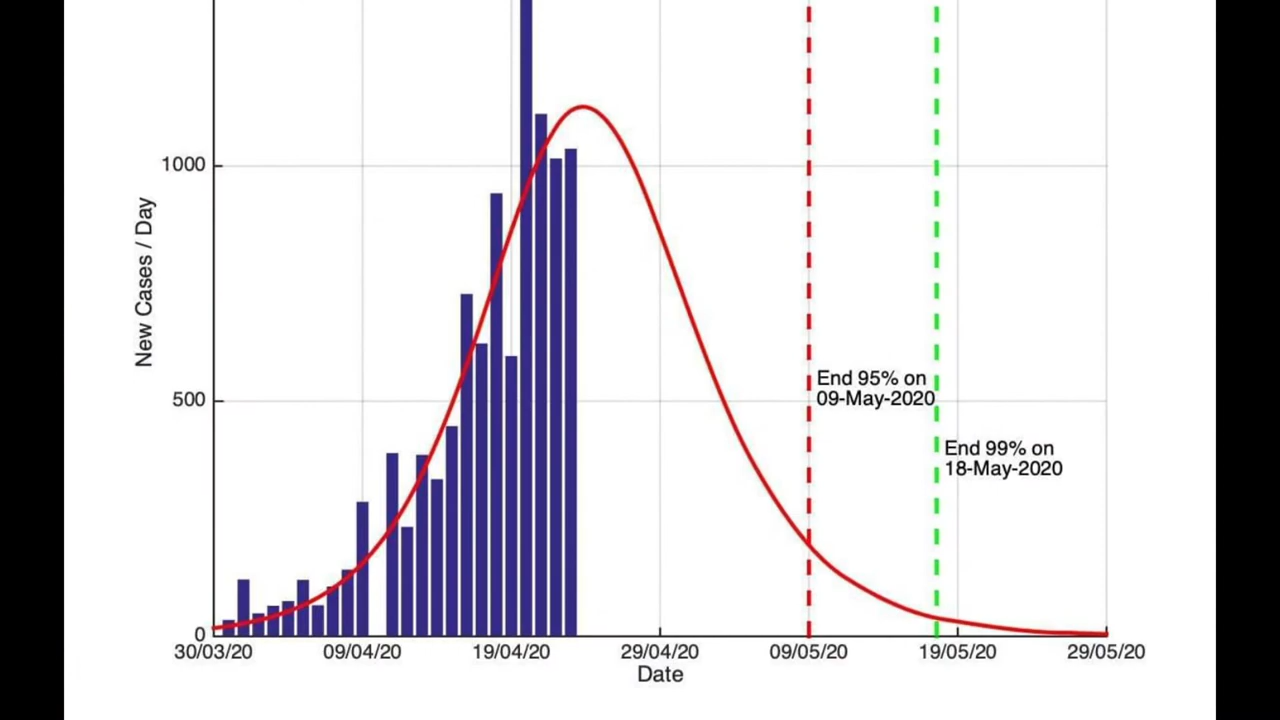 1000
New Cases / Day
End 95% on
09-May-2020
500
End 99% on
18-May-2020
0
30/03/20 09/04/20 19/04/20 29/04/20 09/05/20 19/05/20 29/05/20
Date